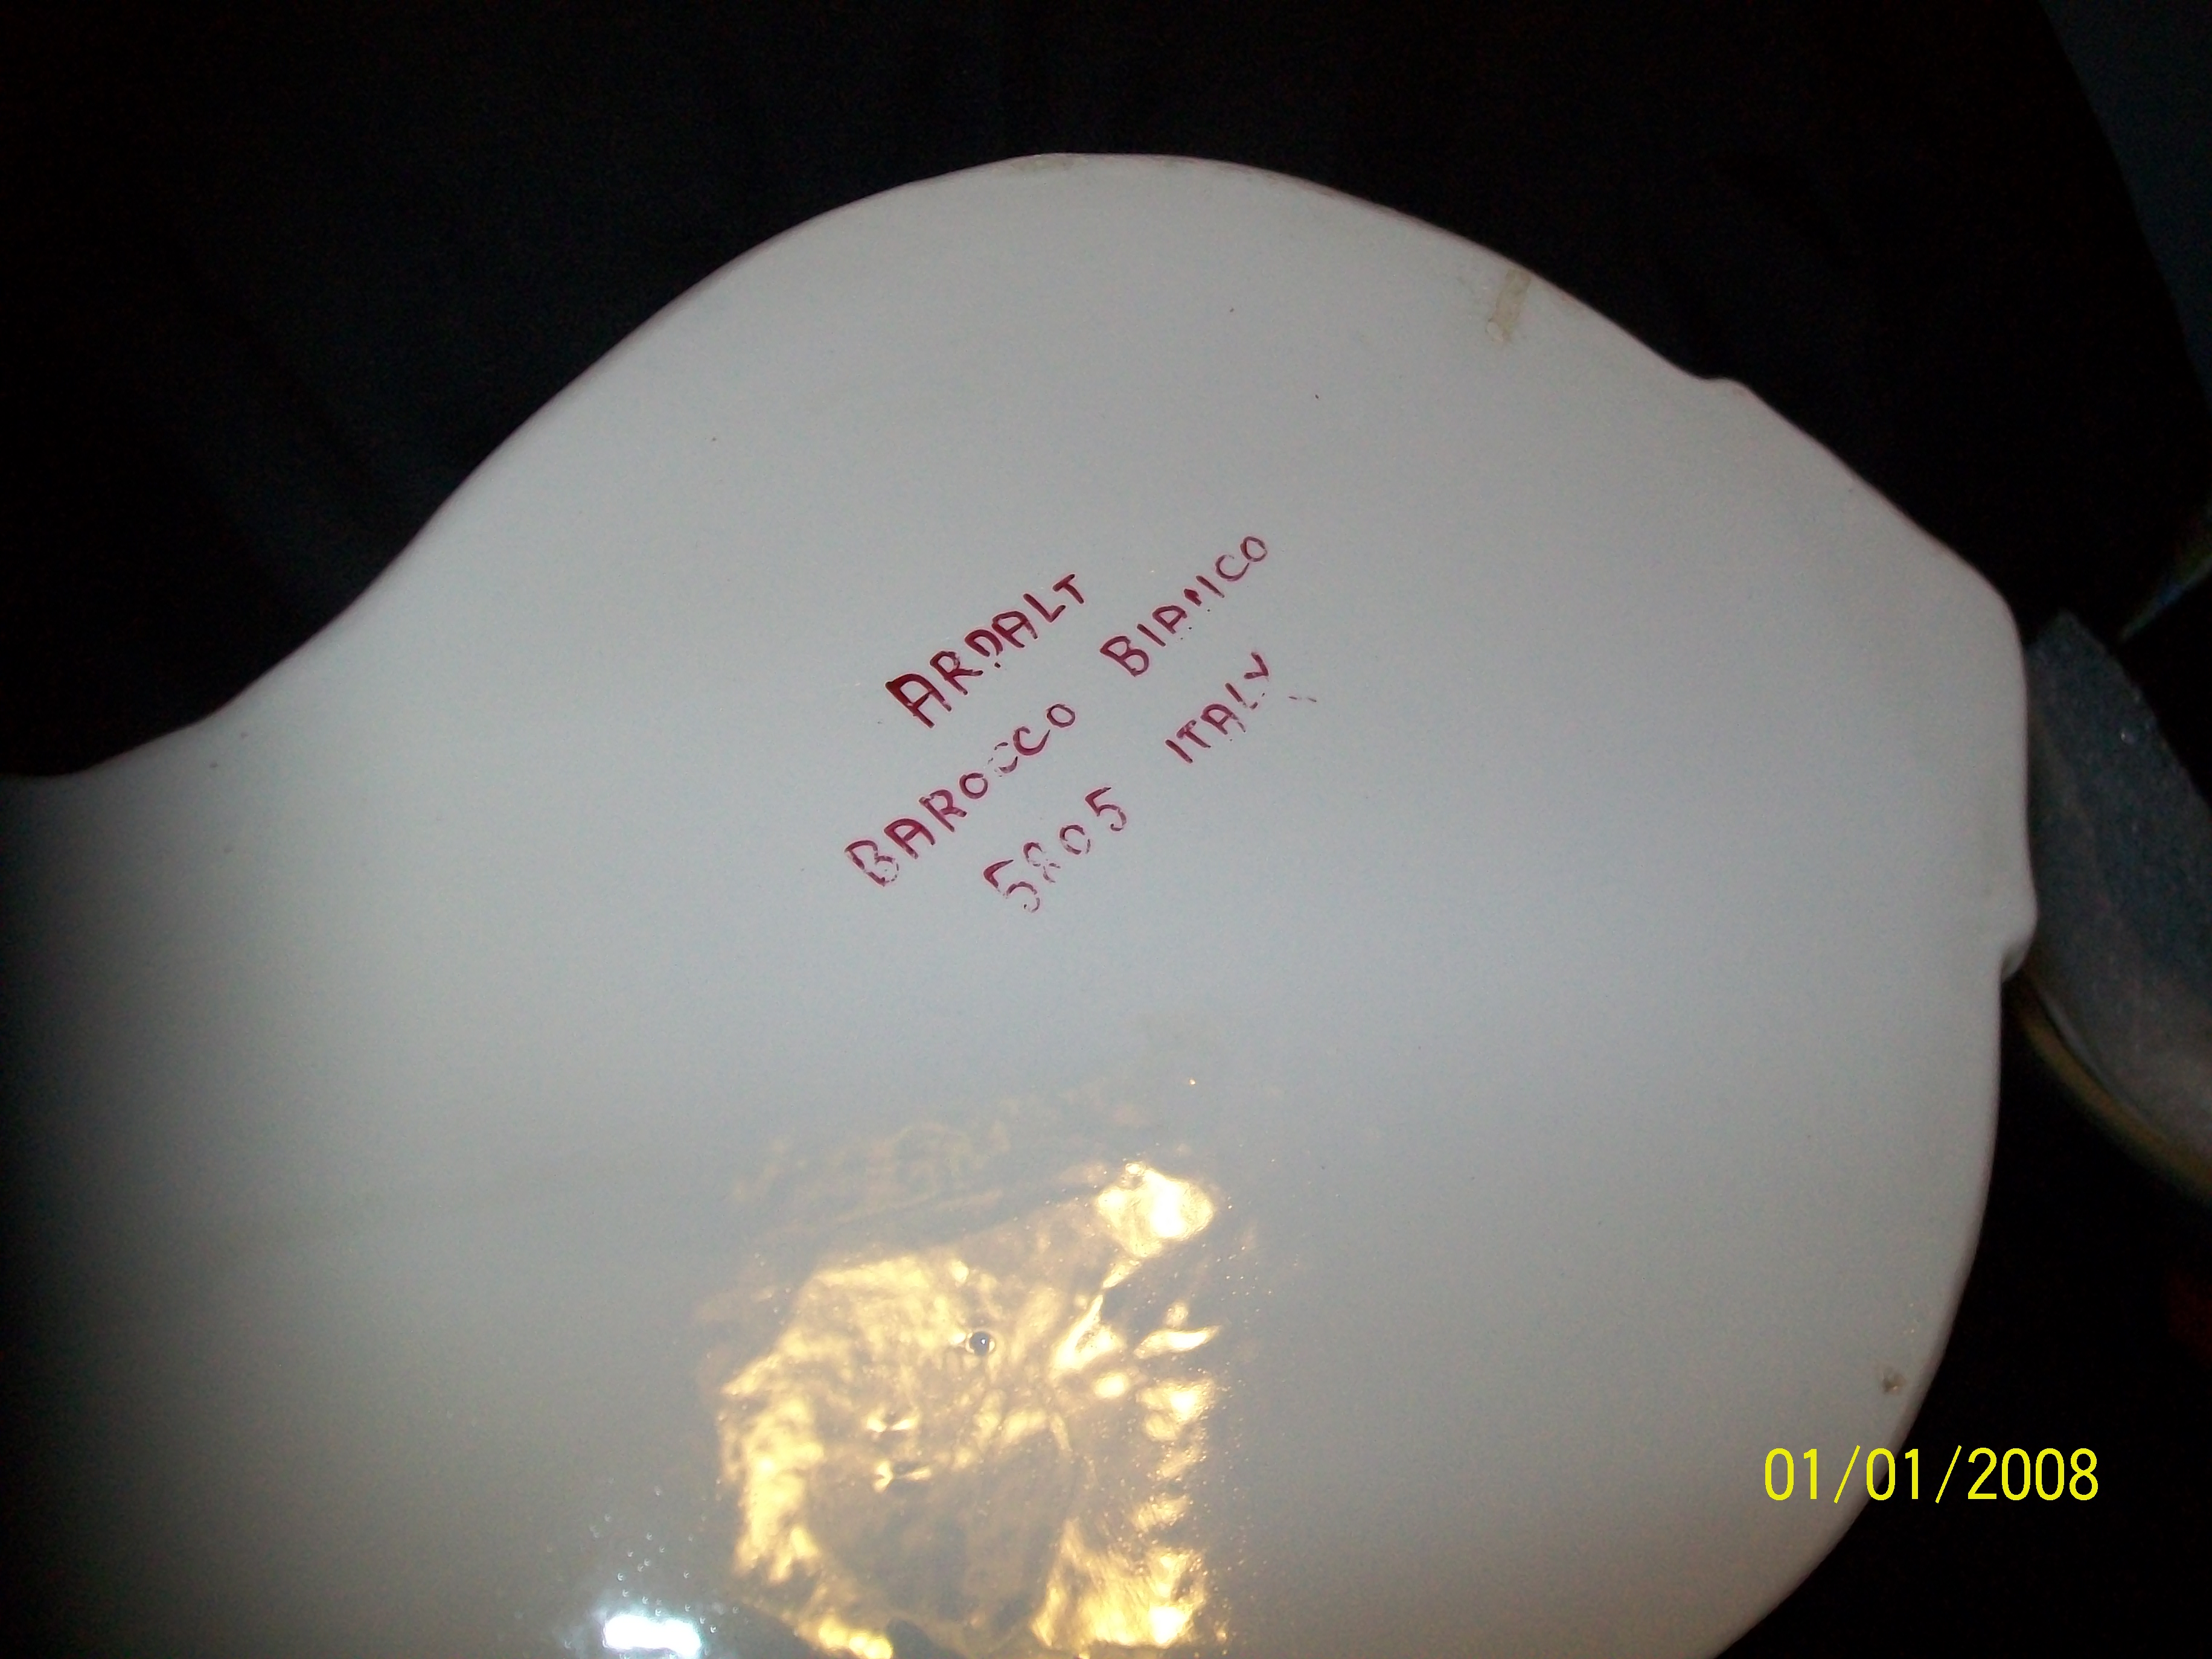 ARDALT
BAROCCO BIANCO
5805 ITALY
01/01/2008